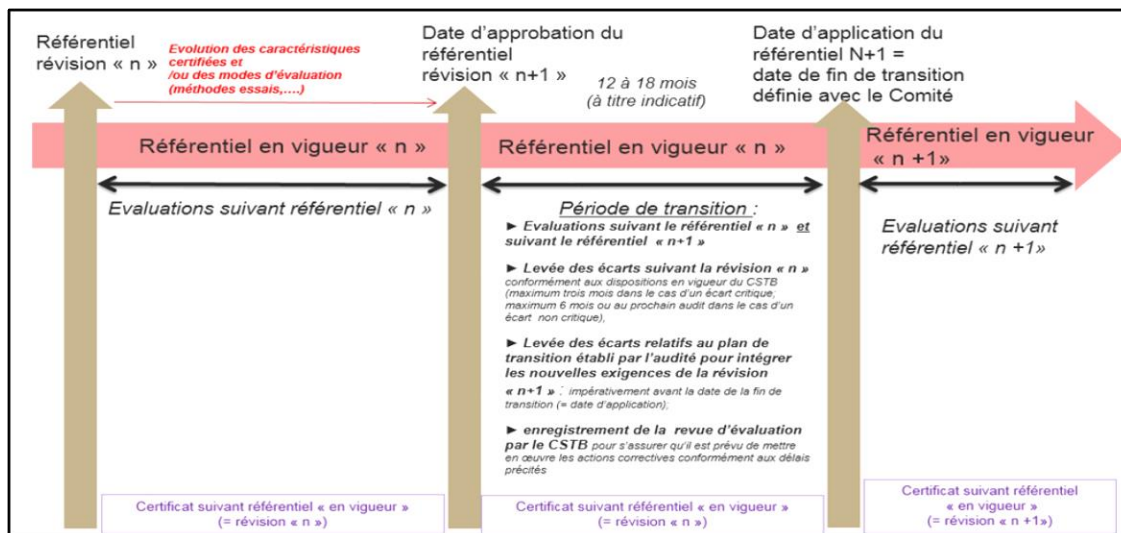 Référentiel
révision « n »
Evolution des caractéristiques
certifiées et
/ou des modes d'évaluation
(méthodes essais,....)
Date d'approbation du
référentiel
révision « n+1 »
12 à 18 mois
(à titre indicatif)
Date d'application du
référentiel N+1 =
date de fin de transition
définie avec le Comité
Référentiel en vigueur « n »
Référentiel en vigueur « n »
Référentiel en vigueur
« n +1»
Evaluations suivant référentiel « n »
Période de transition :
► Evaluations suivant le référentiel « n » et
suivant le référentiel « n+1 »
► Levée des écarts suivant la révision « n »
conformément aux dispositions en vigueur du CSTB
(maximum trois mois dans le cas d'un écart critique;
maximum 6 mois ou au prochain audit dans le cas d'un
écart non critique),
► Levée des écarts relatifs au plan de
transition établi par l'audité pour intégrer
les nouvelles exigences de la révision
« n+1 » : impérativement avant la date de la fin de
transition (= date d'application);
► enregistrement de la revue d'évaluation
par le CSTB pour s'assurer qu'il est prévu de mettre
en œuvre les actions correctives conformément aux délais
précités
Evaluations suivant
référentiel « n +1»
Certificat suivant référentiel « en vigueur »
(= révision « n »)
Certificat suivant référentiel « en vigueur »
(= révision « n »)
Certificat suivant référentiel
« en vigueur »
(= révision « n +1»)